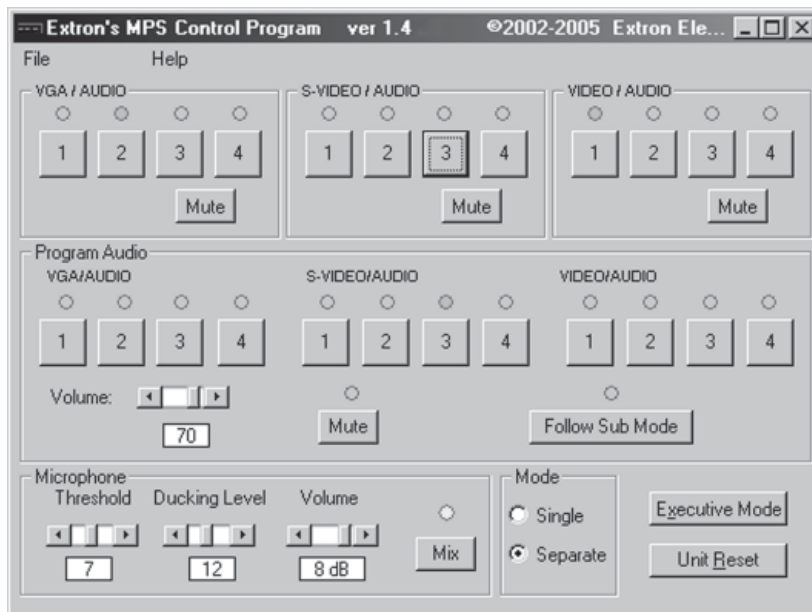 Extron's MPS Control Program ver 1.4 ©2002-2005 Extron Ele...
File Help
VGA / AUDIO S-VIDEO / AUDIO VIDEO / AUDIO
1 2 3 4 1 2 3 4 1 2 3 4
Mute Mute Mute
Program Audio
VGA/AUDIO S-VIDEO/AUDIO VIDEO/AUDIO
1 2 3 4 1 2 3 4 1 2 3 4
Volume: Mute Follow Sub Mode
70
Microphone Mode
Threshold Ducking Level Volume
Single Executive Mode
Mix Separate Unit Reset
7 12 8 dB